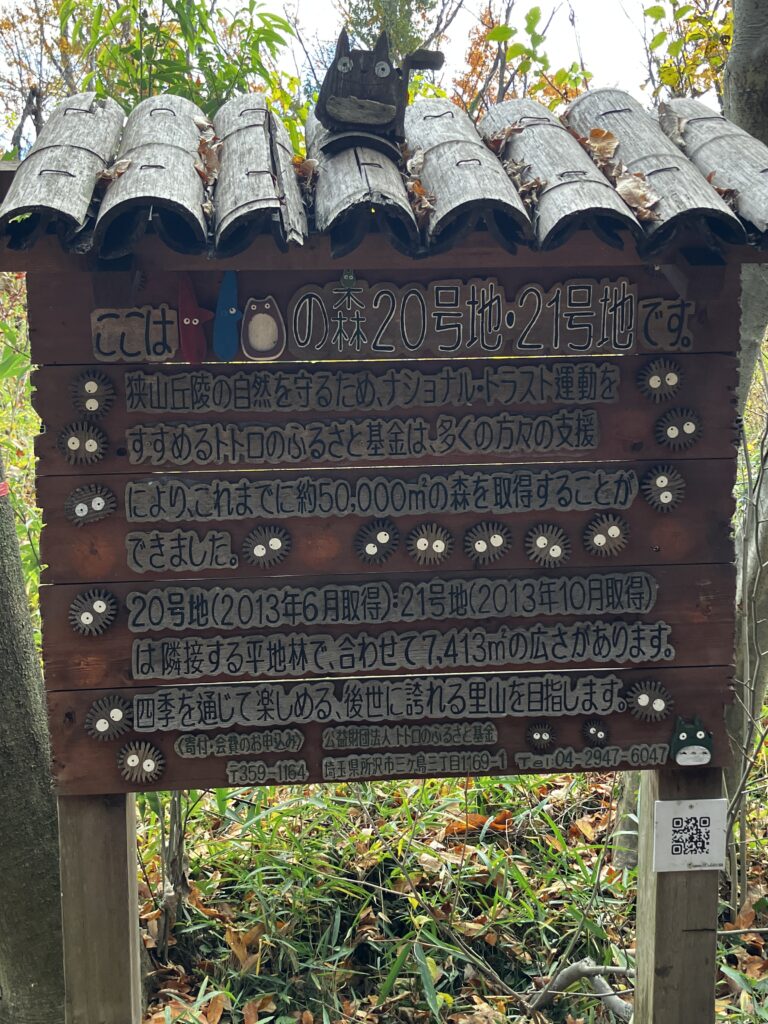 ここは の森20号地・21号地です。
狭山丘陵の自然を守るため、ナショナル・トラスト運動を
すすめるトトロのふるさと基金は、多くの方々の支援
により、これまでに約50,000㎡の森を取得することが
できました。
20号地(2013年6月取得):21号地(2013年10月取得)
は隣接する平地林で、合わせて7,413㎡の広さがあります。
四季を通じて楽しめる、後世に誇れる里山を目指します。
〈寄付・会費のお申込み〉 公益財団法人 トトロのふるさと基金
〒359-1164 埼玉県所沢市三ケ島三丁目1169-1 Tel:04-2947-6047